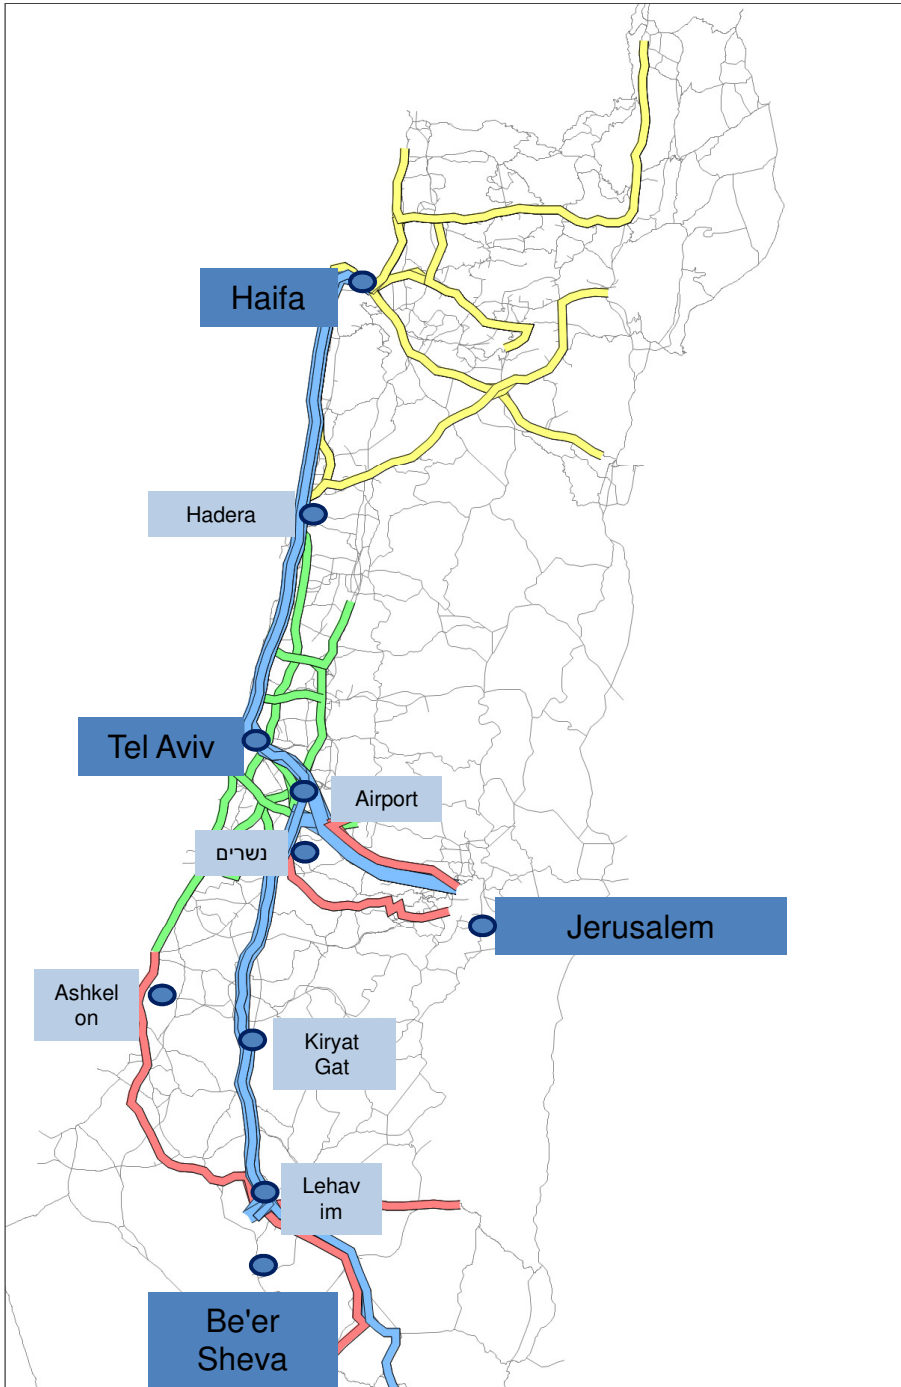 Haifa
Hadera
Tel Aviv
Airport
נשרים
Jerusalem
Ashkel
on
Kiryat
Gat
Lehav
im
Be'er
Sheva